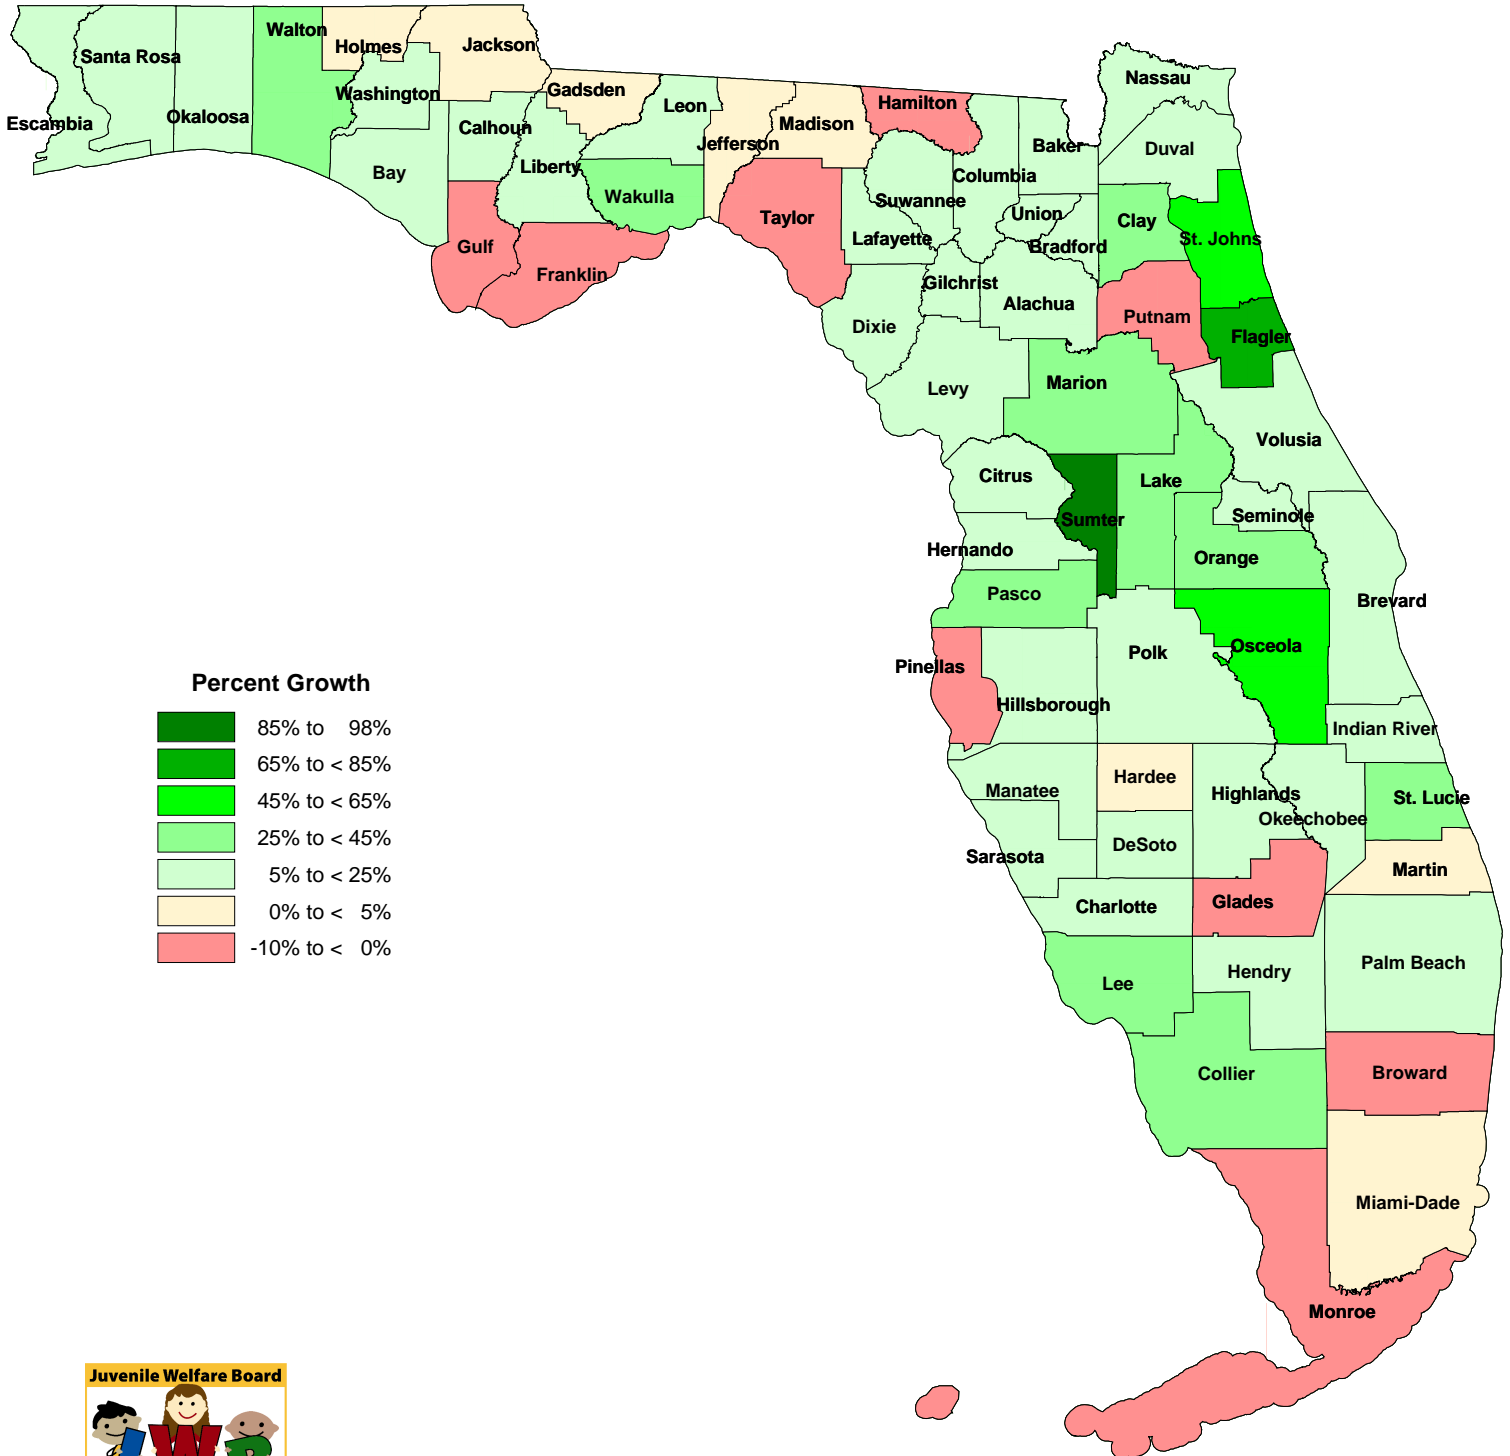 Walton
Holmes
Jackson
Santa Rosa
Washington
Gadsden
Okaloosa
Escambia
Leon
Calhoun
Jefferson
Madison
Hamilton
Nassau
Baker
Duval
Bay
Liberty
Wakulla
Columbia
Suwannee
Union
Clay
Taylor
Lafayette
Bradford
St. Johns
Gulf
Franklin
Gilchrist
Alachua
Putnam
Dixie
Flagler
Levy
Marion
Volusia
Citrus
Lake
Sumter
Seminole
Hernando
Orange
Pasco
Brevard
Osceola
Polk
Pinellas
Hillsborough
Indian River
Hardee
Manatee
Highlands
St. Lucie
Okeechobee
DeSoto
Sarasota
Martin
Charlotte
Glades
Palm Beach
Hendry
Lee
Collier
Broward
Miami-Dade
Monroe
Percent Growth
85% to 98%
65% to < 85%
45% to < 65%
25% to < 45%
5% to < 25%
0% to < 5%
-10% to < 0%
Juvenile Welfare Board
J W B